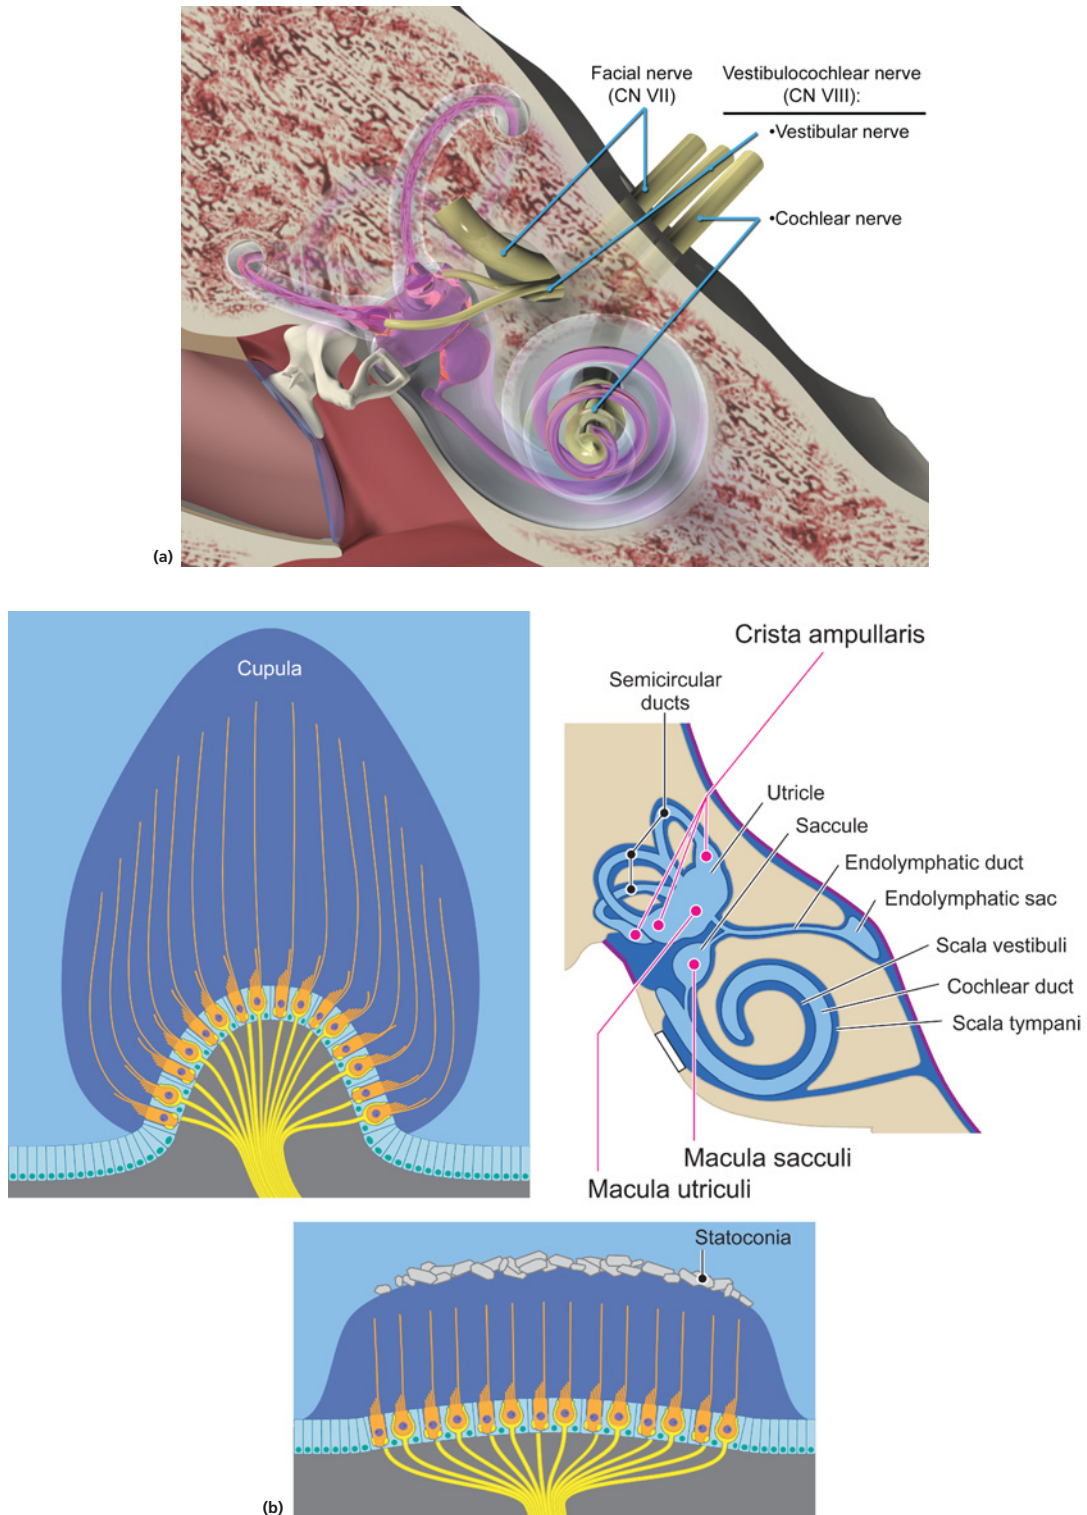 Facial nerve
(CN VII)
Vestibulocochlear nerve
(CN VIII):
•Vestibular nerve
•Cochlear nerve
(a)
Cupula
Crista ampullaris
Semicircular
ducts
Utricle
Saccule
Endolymphatic duct
Endolymphatic sac
Scala vestibuli
Cochlear duct
Scala tympani
Macula sacculi
Macula utriculi
Statoconia
(b)